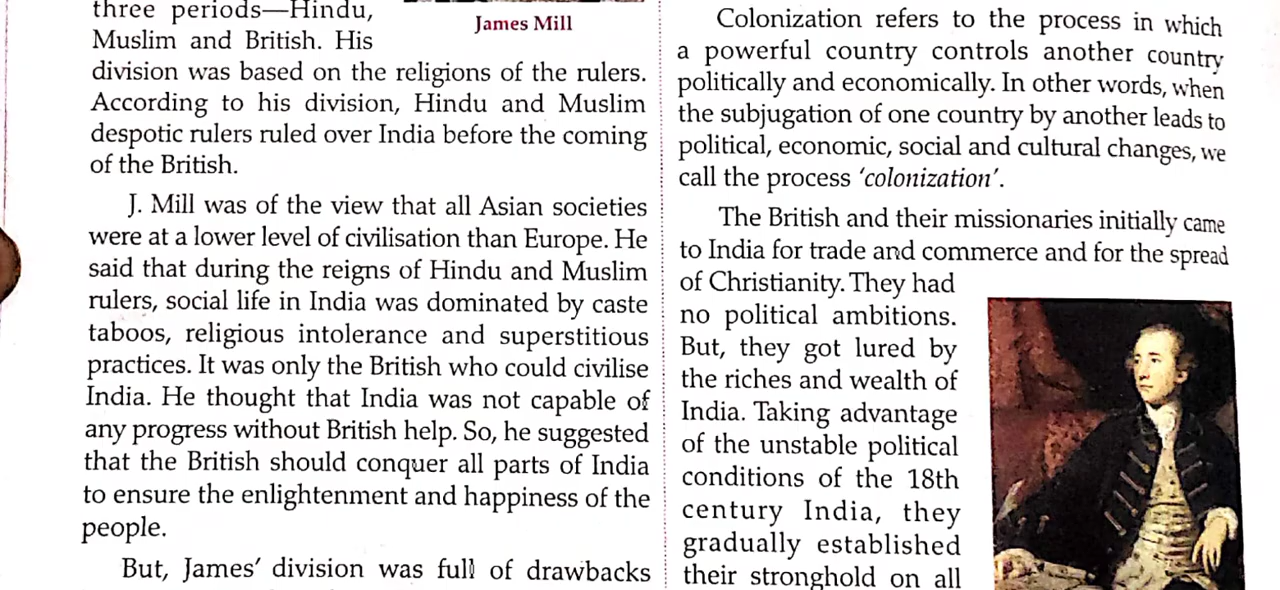 three periods—Hindu,
Muslim and British. His
James Mill
division was based on the religions of the rulers.
According to his division, Hindu and Muslim
despotic rulers ruled over India before the coming
of the British.
J. Mill was of the view that all Asian societies
were at a lower level of civilisation than Europe. He
said that during the reigns of Hindu and Muslim
rulers, social life in India was dominated by caste
taboos, religious intolerance and superstitious
practices. It was only the British who could civilise
India. He thought that India was not capable of
any progress without British help. So, he suggested
that the British should conquer all parts of India
to ensure the enlightenment and happiness of the
people.
But, James' division was full of drawbacks
Colonization refers to the process in which
a powerful country controls another country
politically and economically. In other words, when
the subjugation of one country by another leads to
political, economic, social and cultural changes, we
call the process 'colonization'.
The British and their missionaries initially came
to India for trade and commerce and for the spread
of Christianity. They had
no political ambitions.
But, they got lured by
the riches and wealth of
India. Taking advantage
of the unstable political
conditions of the 18th
century India, they
gradually established
their stronghold on all